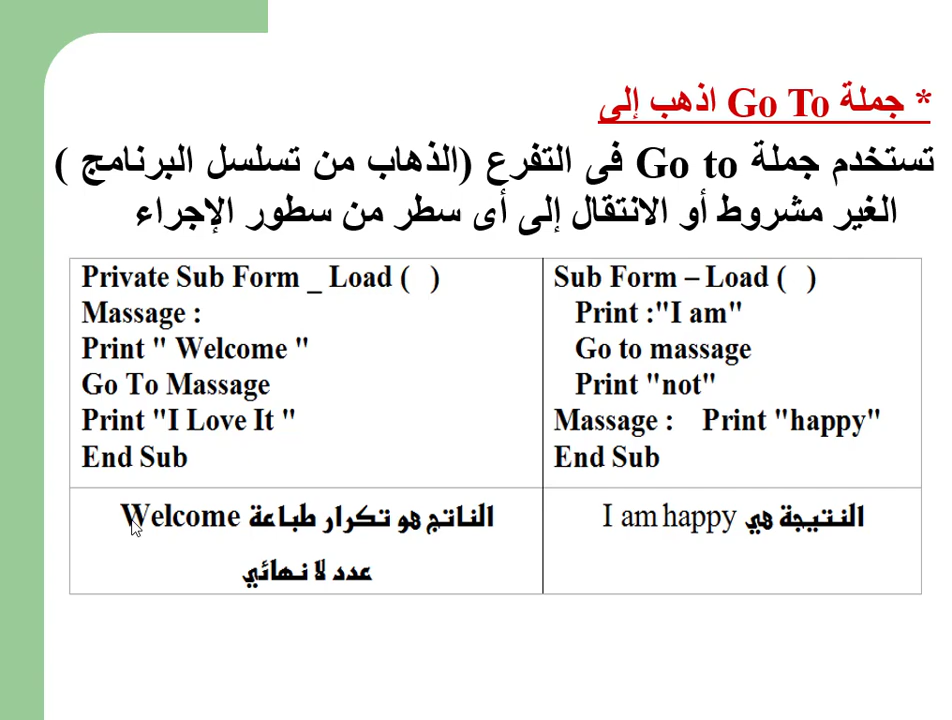 * جملة Go To اذهب إلى
تستخدم جملة Go to فى التفرع (الذهاب من تسلسل البرنامج )
الغير مشروط أو الانتقال إلى أى سطر من سطور الإجراء
Sub Form – Load ( )
Print :"I am"
Go to massage
Print "not"
Massage : Print "happy"
End Sub
النتيجة هي I am happy
Private Sub Form _ Load ( )
Massage :
Print " Welcome "
Go To Massage
Print "I Love It "
End Sub
الناتج هو تكرار طباعة Welcome
عدد لا نهائي